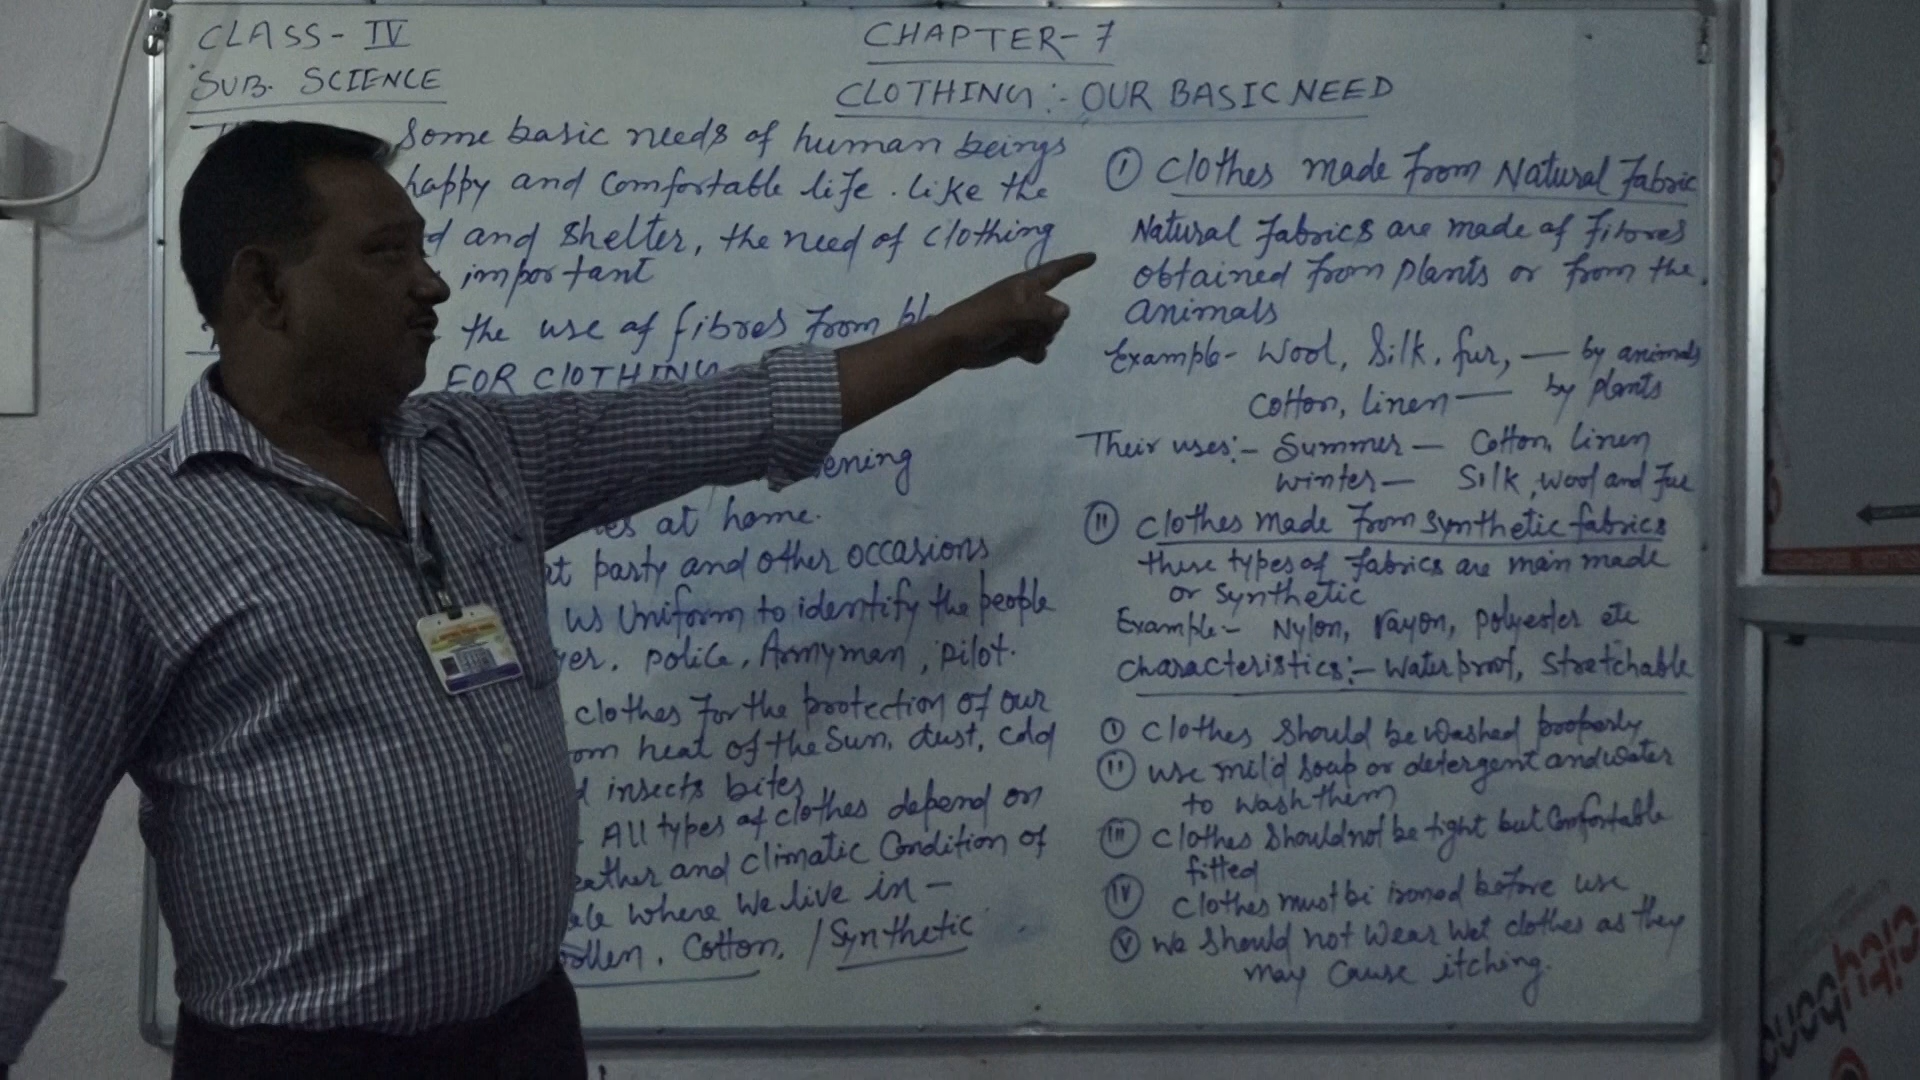 CLASS- IV
SUB. SCIENCE
CHAPTER- 7
CLOTHING:- OUR BASIC NEED
Some basic needs of human beings
happy and comfortable life. Like the
and shelter, the need of clothing
important
the use of fibres from
FOR CLOTHING
ening
at home.
at party and other occasions
us Uniform to identify the people
yer, police, Armyman, pilot.
clothes for the protection of our
om heat of the Sun, dust, cold
insects bites
All types of clothes depend on
eather and climatic Condition of
where we live in -
ollen, Cotton, / Synthetic
I Clothes made from Natural Fabric
Natural Fabrics are made of Fibres
obtained from plants or from the
animals
Example- Wool, Silk, fur, — by animals
Cotton, Linen — by plants
Their uses:- Summer — Cotton, Linen
winter — Silk, wool and Fur
II Clothes made from Synthetic fabrics
these types of fabrics are man made
or Synthetic
Example- Nylon, rayon, polyester etc
Characteristics:- Waterproof, Stretchable
I Clothes should be washed properly
II use mild soap or detergent and water
to wash them
III Clothes should not be tight but Comfortable
fitted
IV Clothes must be ironed before use
V We should not wear wet clothes as they
may cause itching.